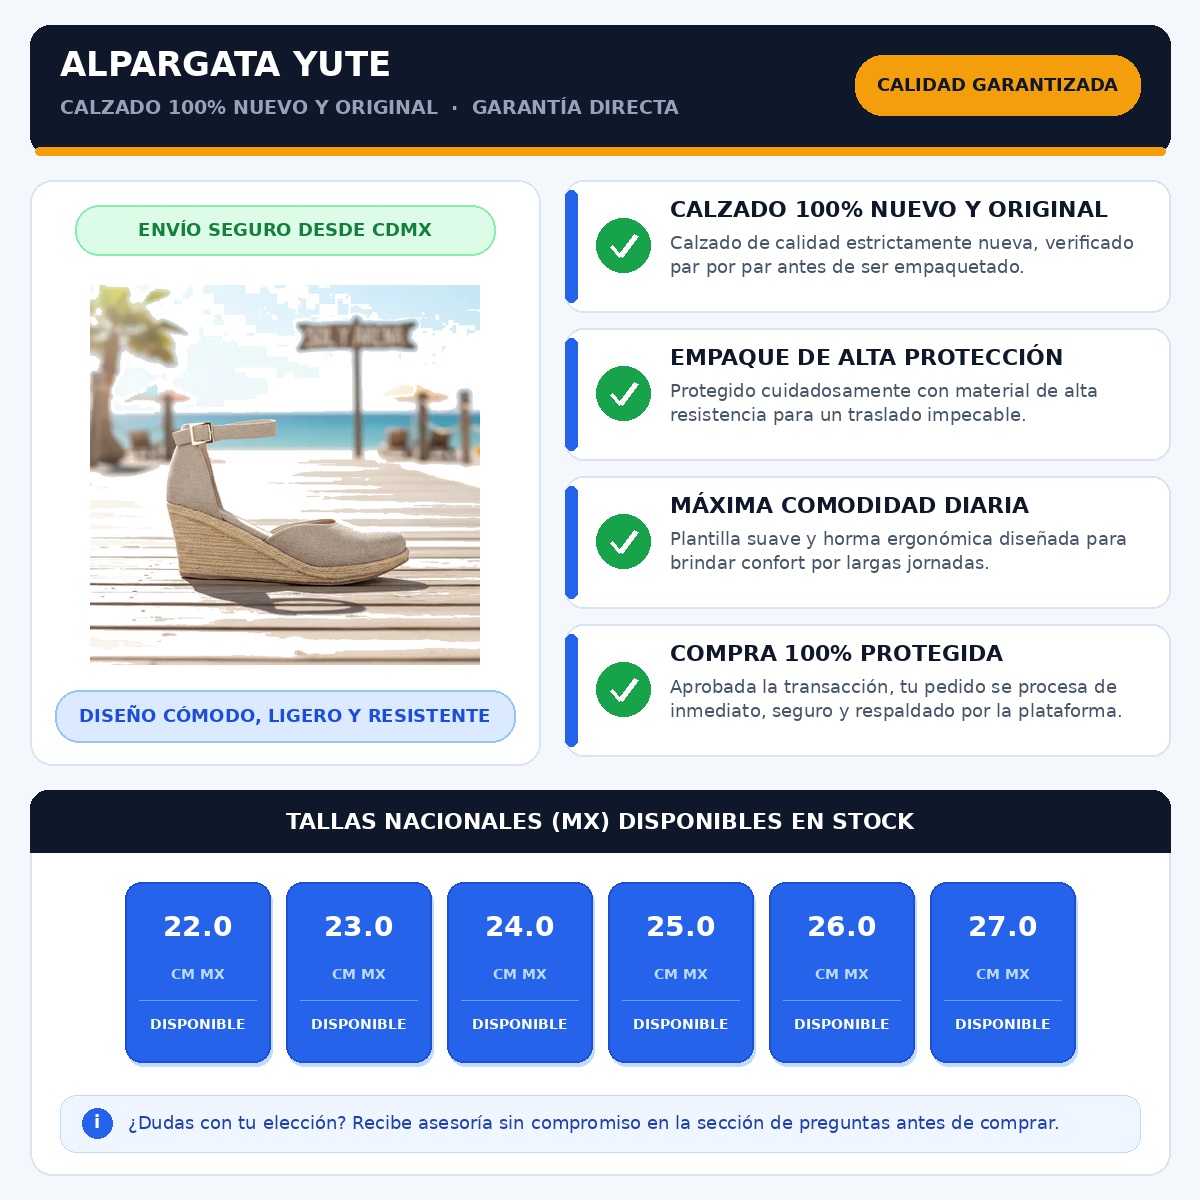 ALPARGATA YUTE
CALZADO 100% NUEVO Y ORIGINAL · GARANTÍA DIRECTA
CALIDAD GARANTIZADA
ENVÍO SEGURO DESDE CDMX
DISEÑO CÓMODO, LIGERO Y RESISTENTE
CALZADO 100% NUEVO Y ORIGINAL
Calzado de calidad estrictamente nueva, verificado
par por par antes de ser empaquetado.
EMPAQUE DE ALTA PROTECCIÓN
Protegido cuidadosamente con material de alta
resistencia para un traslado impecable.
MÁXIMA COMODIDAD DIARIA
Plantilla suave y horma ergonómica diseñada para
brindar confort por largas jornadas.
COMPRA 100% PROTEGIDA
Aprobada la transacción, tu pedido se procesa de
inmediato, seguro y respaldado por la plataforma.
TALLAS NACIONALES (MX) DISPONIBLES EN STOCK
22.0
CM MX
DISPONIBLE
23.0
CM MX
DISPONIBLE
24.0
CM MX
DISPONIBLE
25.0
CM MX
DISPONIBLE
26.0
CM MX
DISPONIBLE
27.0
CM MX
DISPONIBLE
i ¿Dudas con tu elección? Recibe asesoría sin compromiso en la sección de preguntas antes de comprar.